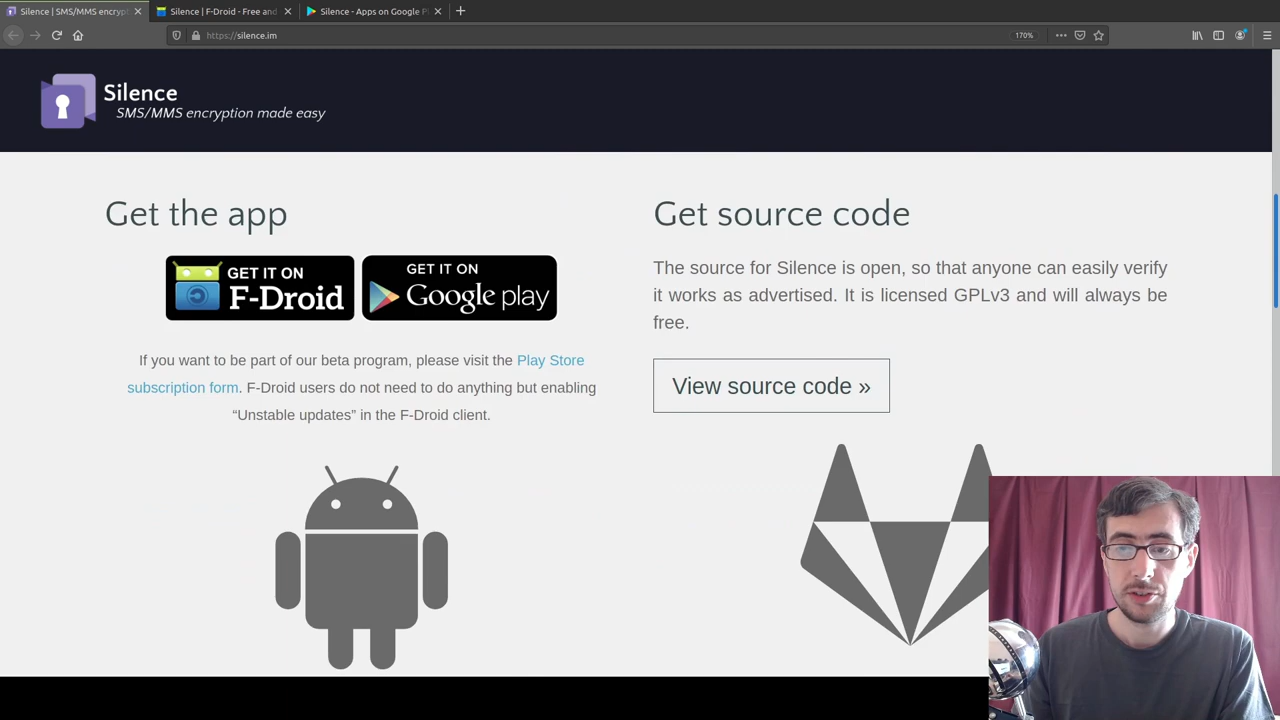 Silence | SMS/MMS encrypt
Silence | F-Droid - Free and
Silence - Apps on Google Pl
https://silence.im
170%
Silence
SMS/MMS encryption made easy
Get the app
GET IT ON
F-Droid
GET IT ON
Google play
If you want to be part of our beta program, please visit the Play Store
subscription form. F-Droid users do not need to do anything but enabling
“Unstable updates” in the F-Droid client.
Get source code
The source for Silence is open, so that anyone can easily verify
it works as advertised. It is licensed GPLv3 and will always be
free.
View source code »